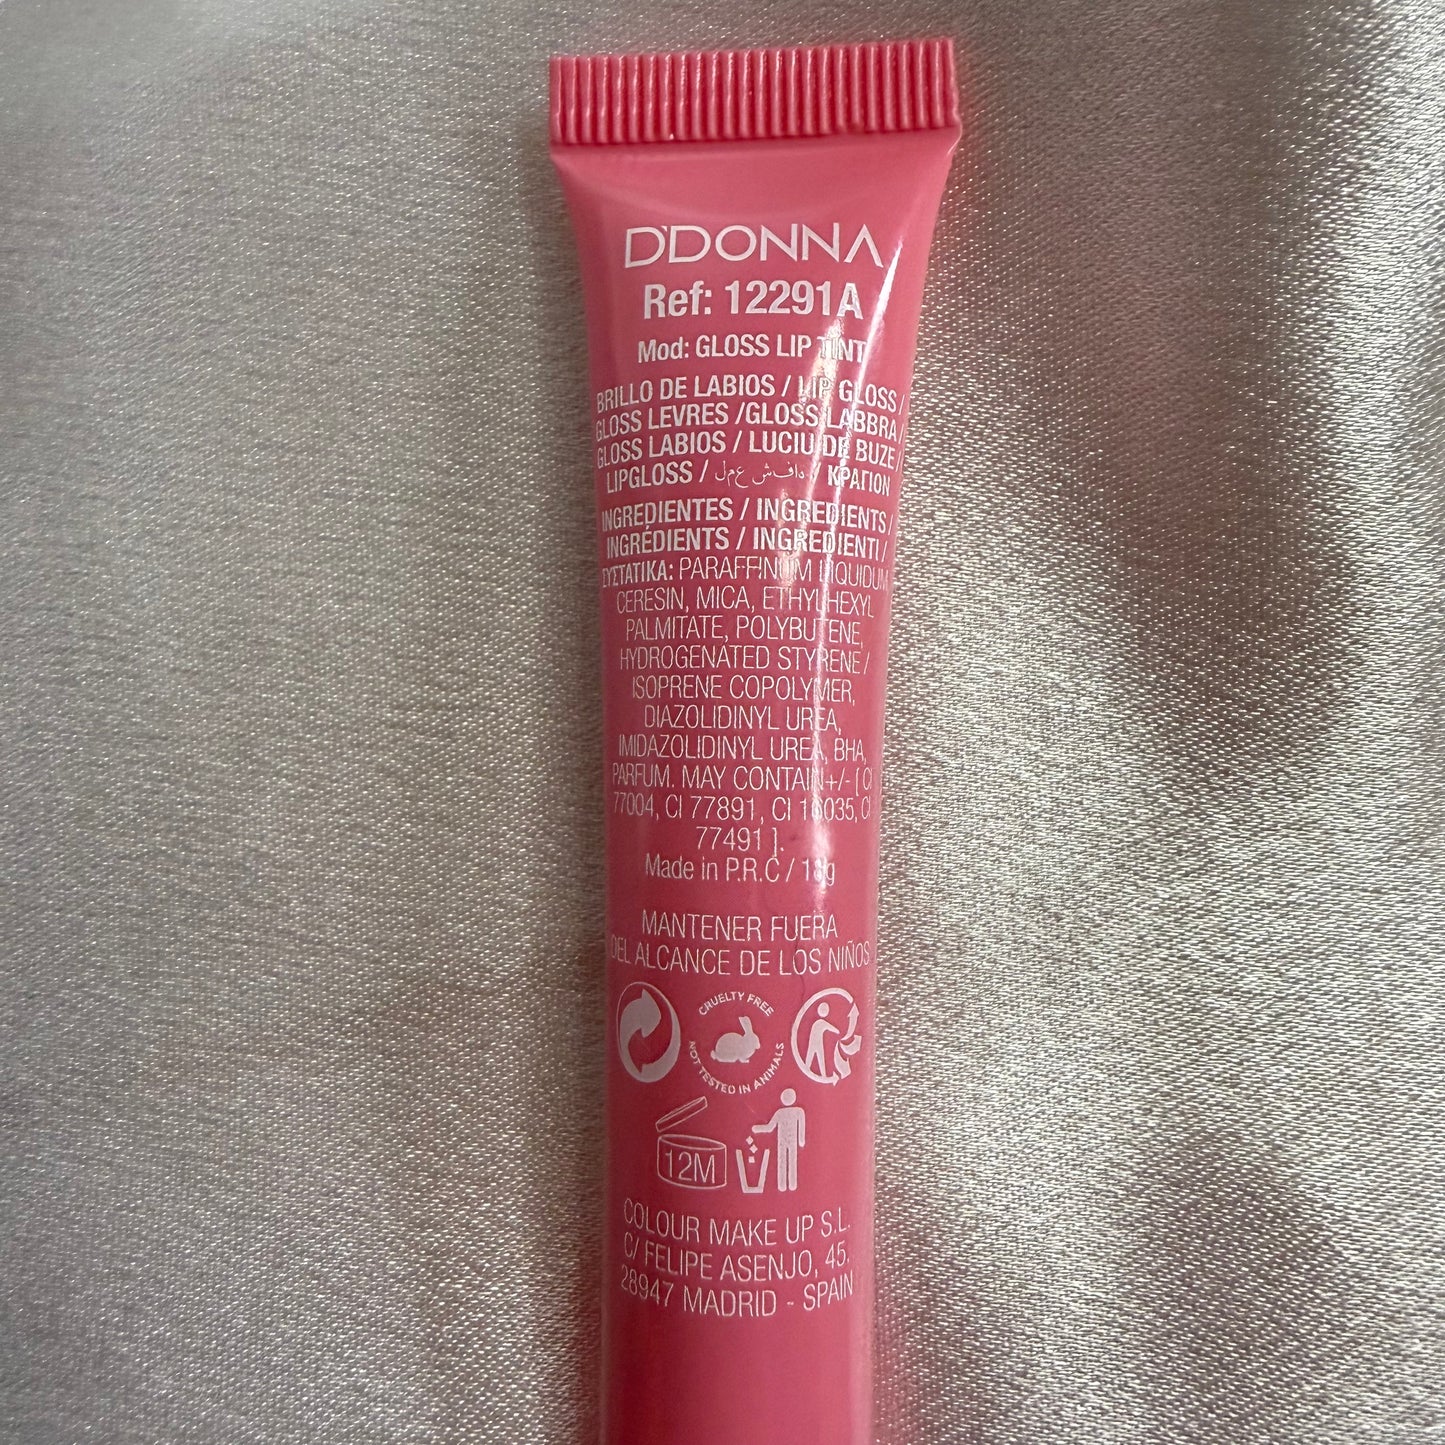 D'DONNA
Ref: 12291A
Mod: GLOSS LIP TINT
BRILLO DE LABIOS / LIP GLOSS /
GLOSS LEVRES /GLOSS LABBRA /
GLOSS LABIOS / LUCIU DE BUZE /
LIPGLOSS / هافش عمل / ΚΡΑΓΙΟΝ
INGREDIENTES / INGREDIENTS /
INGRÉDIENTS / INGREDIENTI /
ΣΥΣΤΑΤΙΚΑ: PARAFFINUM LIQUIDUM,
CERESIN, MICA, ETHYLHEXYL
PALMITATE, POLYBUTENE,
HYDROGENATED STYRENE /
ISOPRENE COPOLYMER,
DIAZOLIDINYL UREA,
IMIDAZOLIDINYL UREA, BHA,
PARFUM. MAY CONTAIN+/- [ CI
77004, CI 77891, CI 16035, CI
77491 ].
Made in P.R.C /
MANTENER FUERA
DEL ALCANCE DE LOS NIÑOS
CRUELTY FREE
NOT TESTED IN ANIMALS
12M
COLOUR MAKE UP S.L.
C/ FELIPE ASENJO, 45.
28947 MADRID - SPAIN